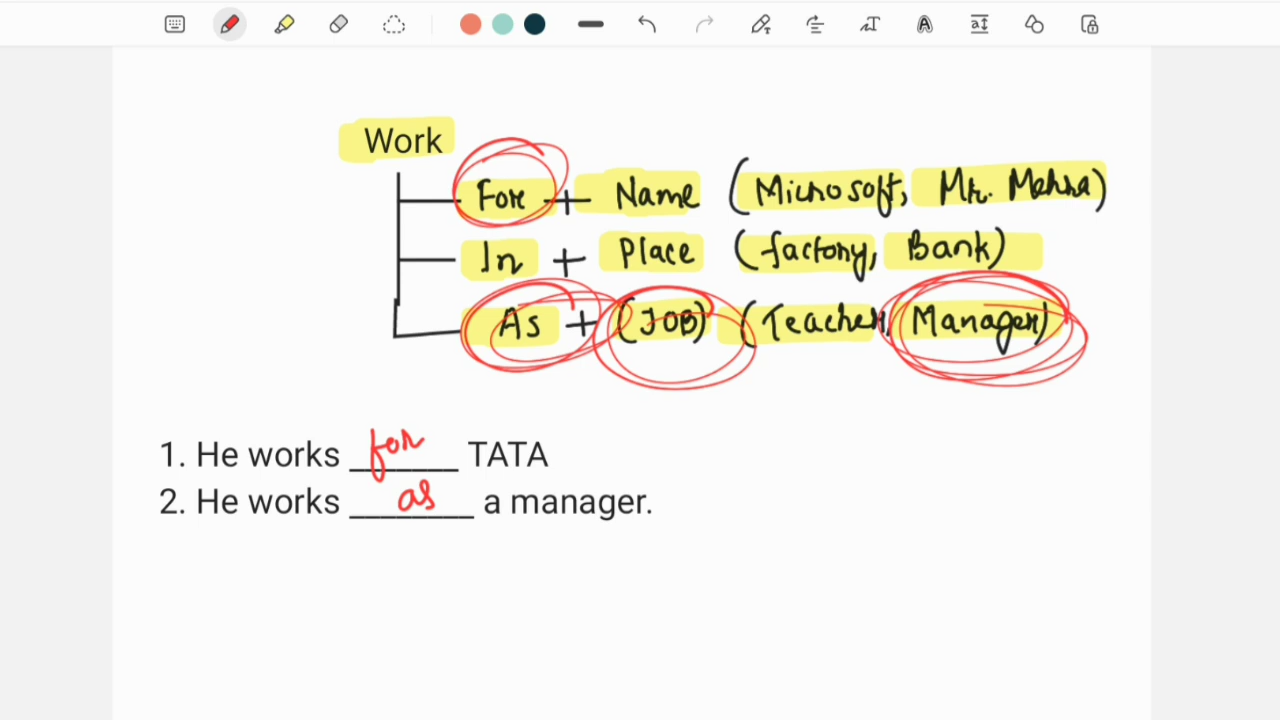 Work
For + Name (Microsoft, Mr. Mehra)
In + Place (factory, Bank)
As + (JOB) (Teacher, Manager)
1. He works for TATA
2. He works as a manager.